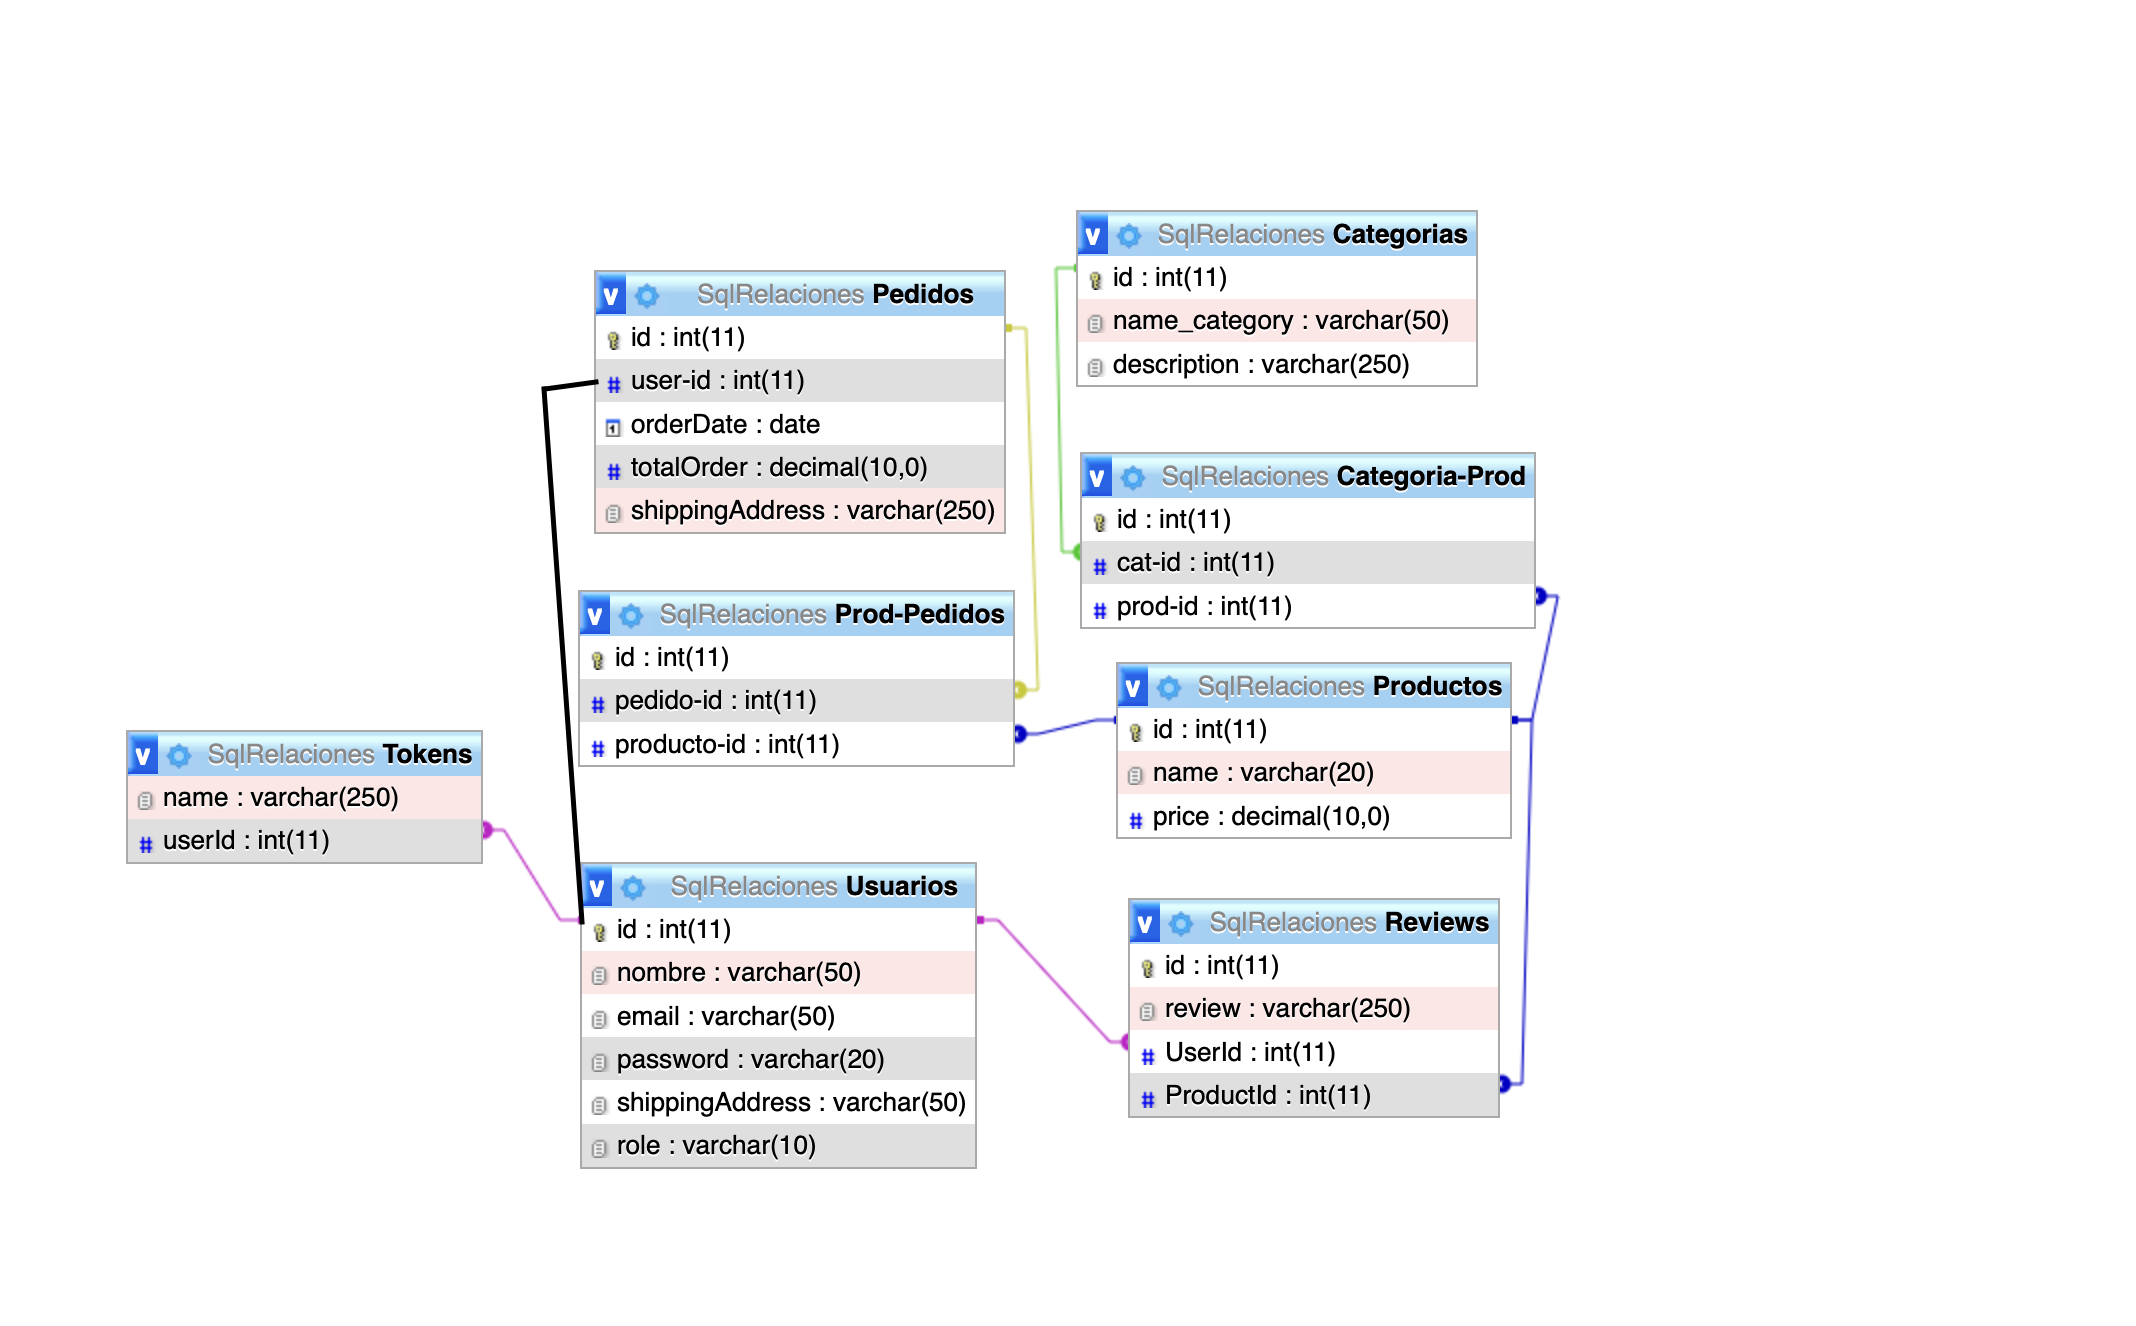 v SqlRelaciones Categorias
id : int(11)
name_category : varchar(50)
description : varchar(250)
v SqlRelaciones Pedidos
id : int(11)
user-id : int(11)
orderDate : date
totalOrder : decimal(10,0)
shippingAddress : varchar(250)
v SqlRelaciones Categoria-Prod
id : int(11)
cat-id : int(11)
prod-id : int(11)
v SqlRelaciones Prod-Pedidos
id : int(11)
pedido-id : int(11)
producto-id : int(11)
v SqlRelaciones Productos
id : int(11)
name : varchar(20)
price : decimal(10,0)
v SqlRelaciones Tokens
name : varchar(250)
userId : int(11)
v SqlRelaciones Usuarios
id : int(11)
nombre : varchar(50)
email : varchar(50)
password : varchar(20)
shippingAddress : varchar(50)
role : varchar(10)
v SqlRelaciones Reviews
id : int(11)
review : varchar(250)
UserId : int(11)
ProductId : int(11)